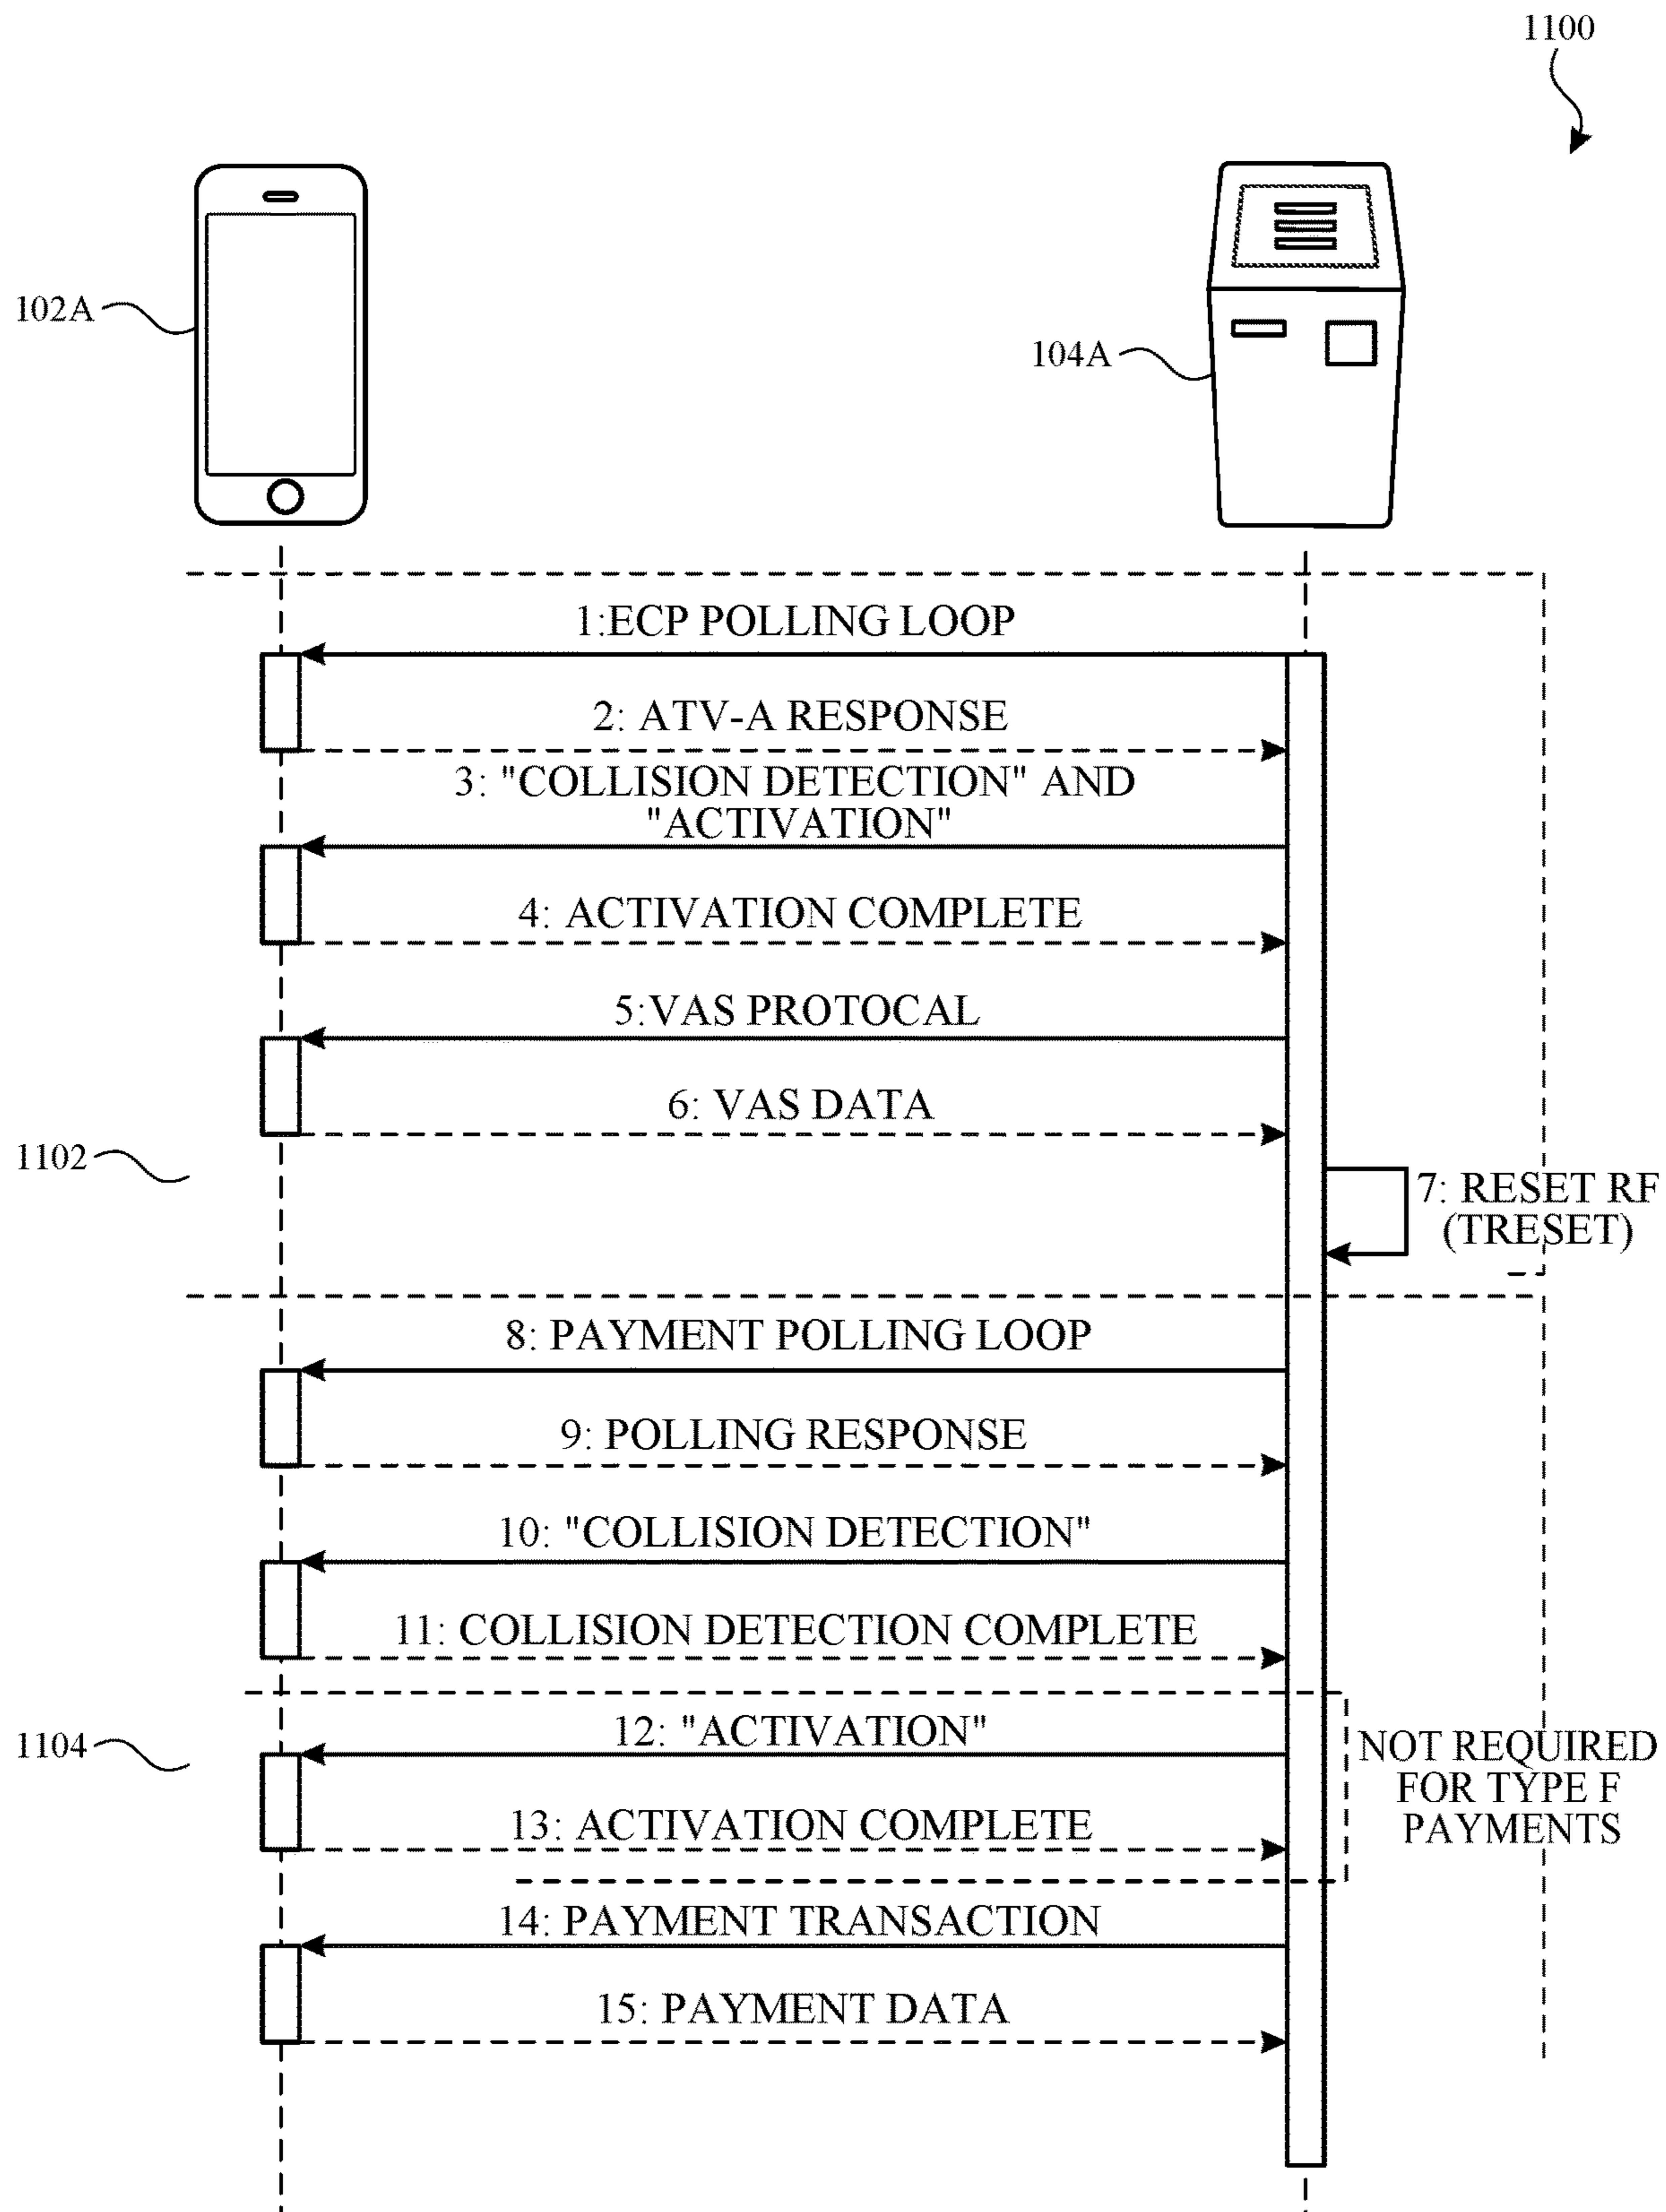 1100
102A
104A
1:ECP POLLING LOOP
2: ATV-A RESPONSE
3: "COLLISION DETECTION" AND
"ACTIVATION"
4: ACTIVATION COMPLETE
5:VAS PROTOCAL
6: VAS DATA
1102
7: RESET RF
(TRESET)
8: PAYMENT POLLING LOOP
9: POLLING RESPONSE
10: "COLLISION DETECTION"
11: COLLISION DETECTION COMPLETE
1104
12: "ACTIVATION"
NOT REQUIRED
FOR TYPE F
PAYMENTS
13: ACTIVATION COMPLETE
14: PAYMENT TRANSACTION
15: PAYMENT DATA